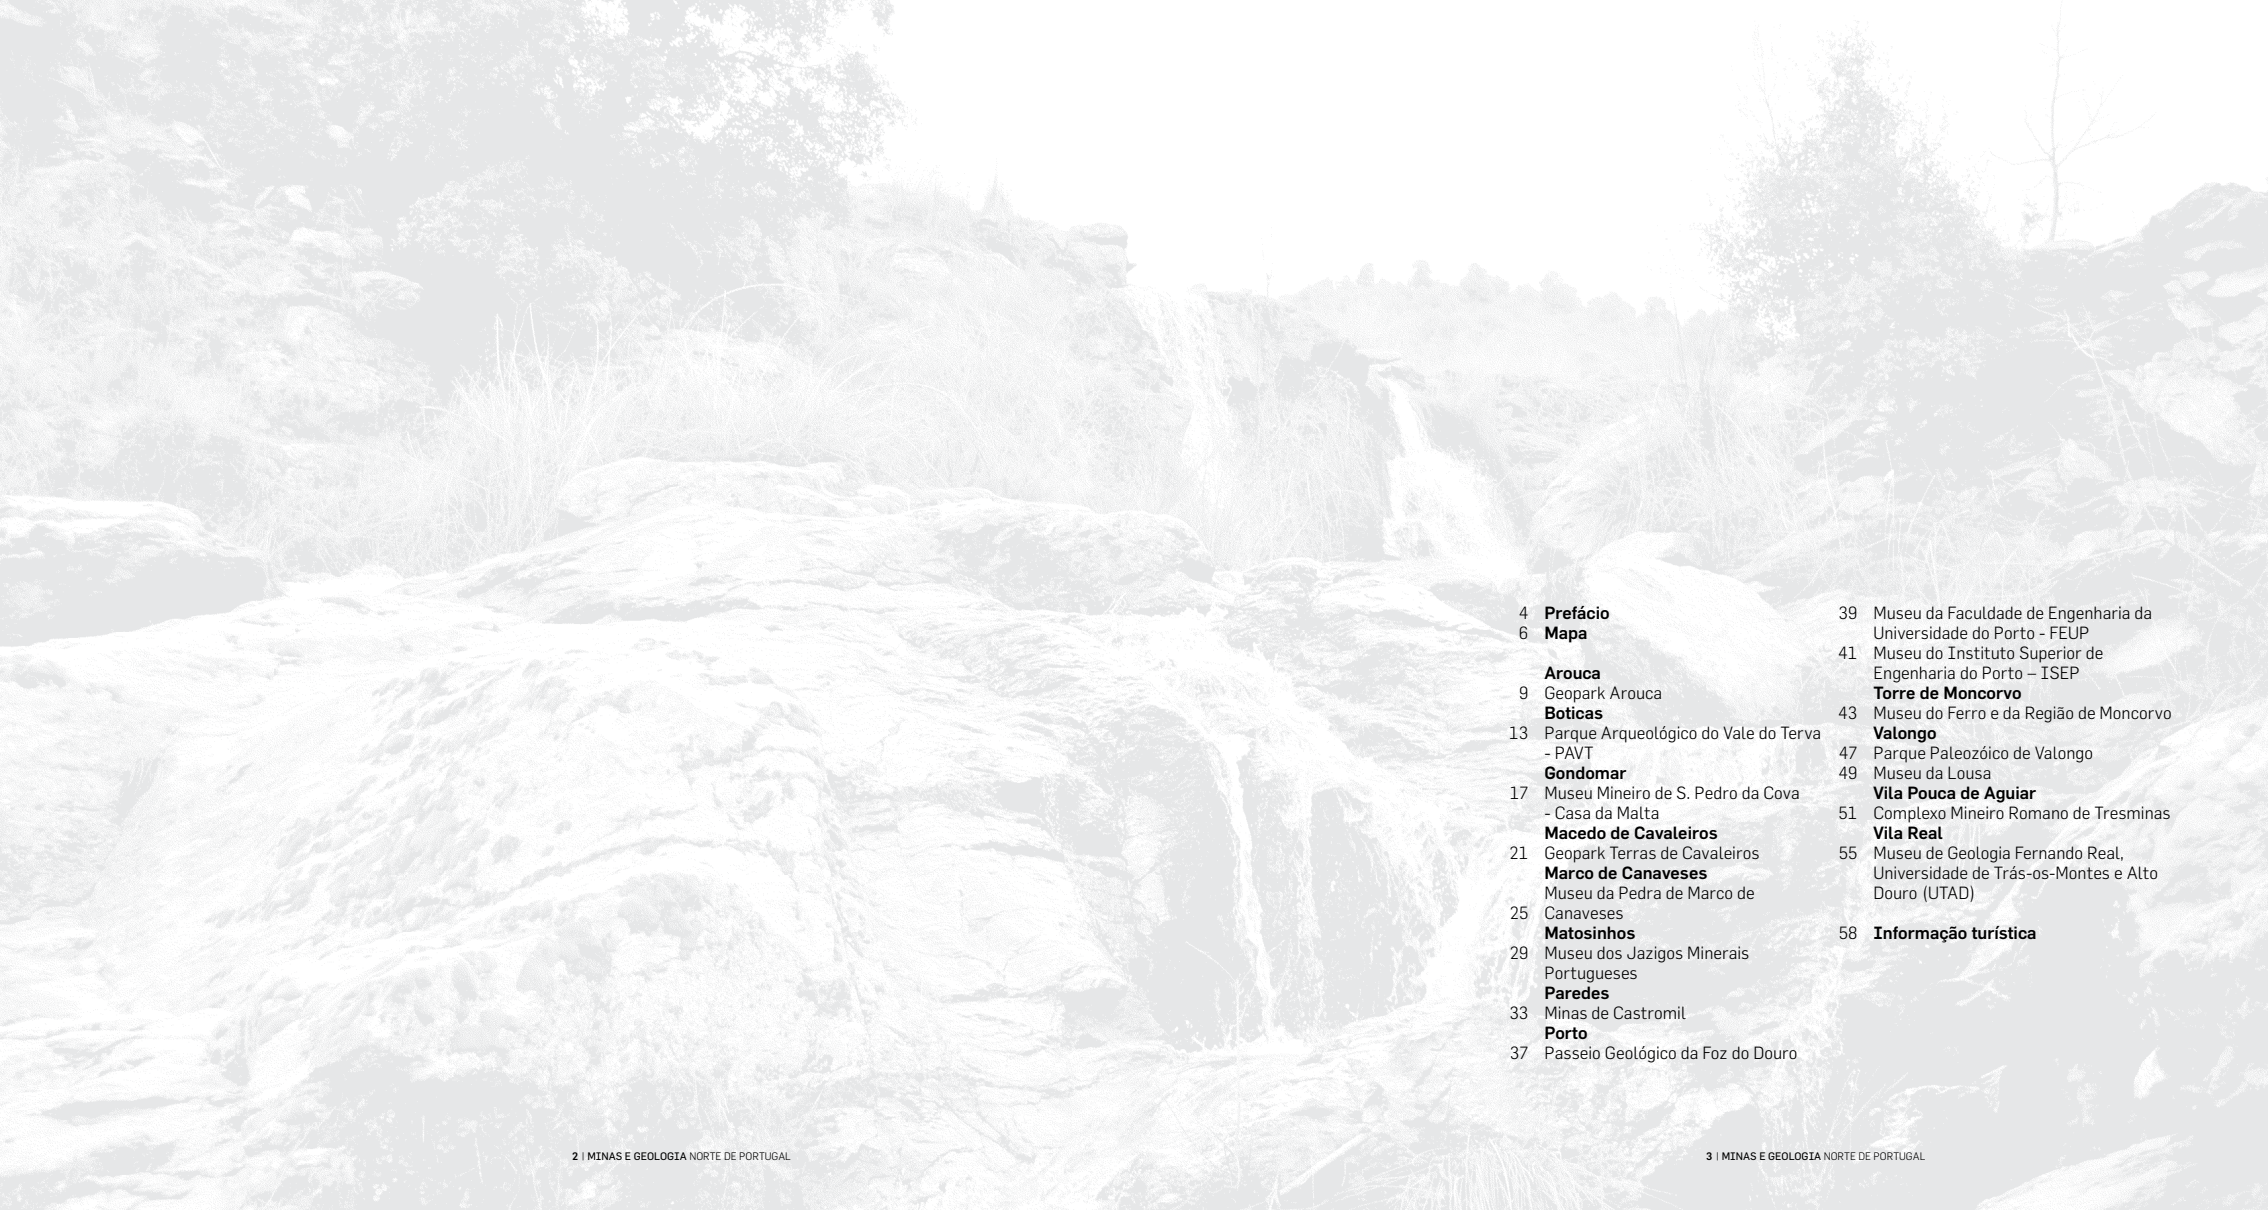 4 Prefácio
6 Mapa
Arouca
9 Geopark Arouca
Boticas
13 Parque Arqueológico do Vale do Terva
- PAVT
Gondomar
17 Museu Mineiro de S. Pedro da Cova
- Casa da Malta
Macedo de Cavaleiros
21 Geopark Terras de Cavaleiros
Marco de Canaveses
Museu da Pedra de Marco de
25 Canaveses
Matosinhos
29 Museu dos Jazigos Minerais
Portugueses
Paredes
33 Minas de Castromil
Porto
37 Passeio Geológico da Foz do Douro
39 Museu da Faculdade de Engenharia da
Universidade do Porto - FEUP
41 Museu do Instituto Superior de
Engenharia do Porto – ISEP
Torre de Moncorvo
43 Museu do Ferro e da Região de Moncorvo
Valongo
47 Parque Paleozóico de Valongo
49 Museu da Lousa
Vila Pouca de Aguiar
51 Complexo Mineiro Romano de Tresminas
Vila Real
55 Museu de Geologia Fernando Real,
Universidade de Trás-os-Montes e Alto
Douro (UTAD)
58 Informação turística
2 | MINAS E GEOLOGIA NORTE DE PORTUGAL
3 | MINAS E GEOLOGIA NORTE DE PORTUGAL